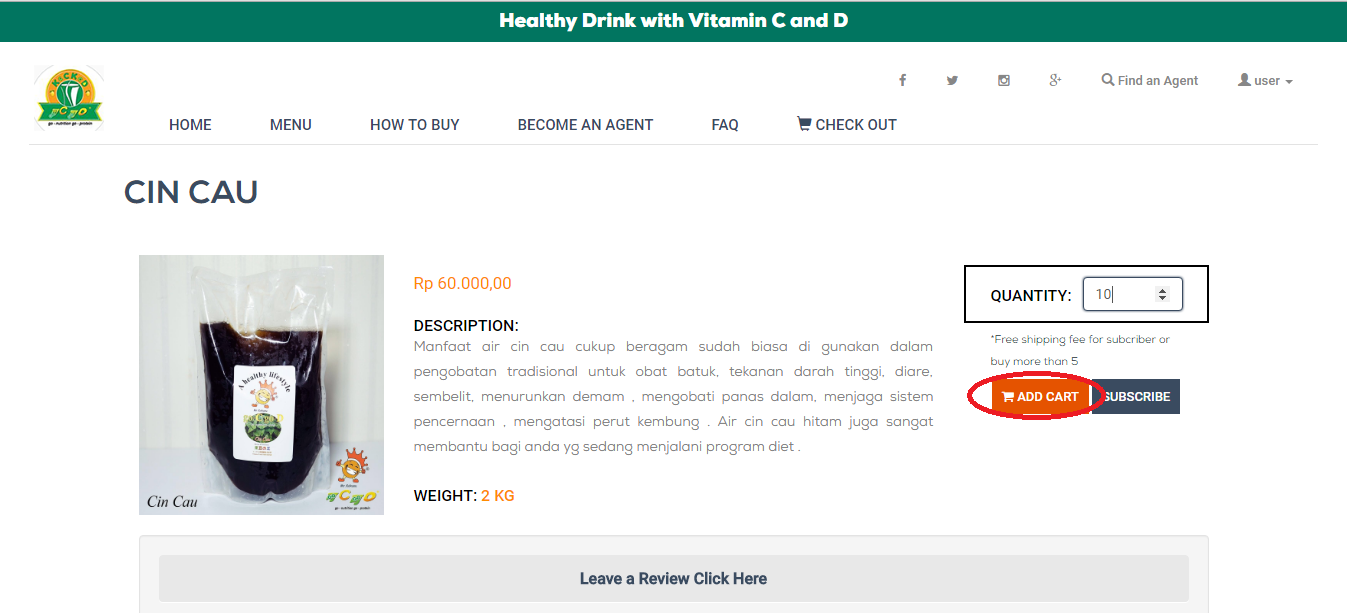 Healthy Drink with Vitamin C and D
Find an Agent
user
HOME MENU HOW TO BUY BECOME AN AGENT FAQ CHECK OUT
CIN CAU
Rp 60.000,00
DESCRIPTION:
Manfaat air cin cau cukup beragam sudah biasa di gunakan dalam
pengobatan tradisional untuk obat batuk, tekanan darah tinggi, diare,
sembelit, menurunkan demam , mengobati panas dalam, menjaga sistem
pencernaan , mengatasi perut kembung . Air cin cau hitam juga sangat
membantu bagi anda yg sedang menjalani program diet .
WEIGHT: 2 KG
QUANTITY: 10
*Free shipping fee for subcriber or
buy more than 5
ADD CART SUBSCRIBE
A healthy lifestyle
Cin Cau
Leave a Review Click Here